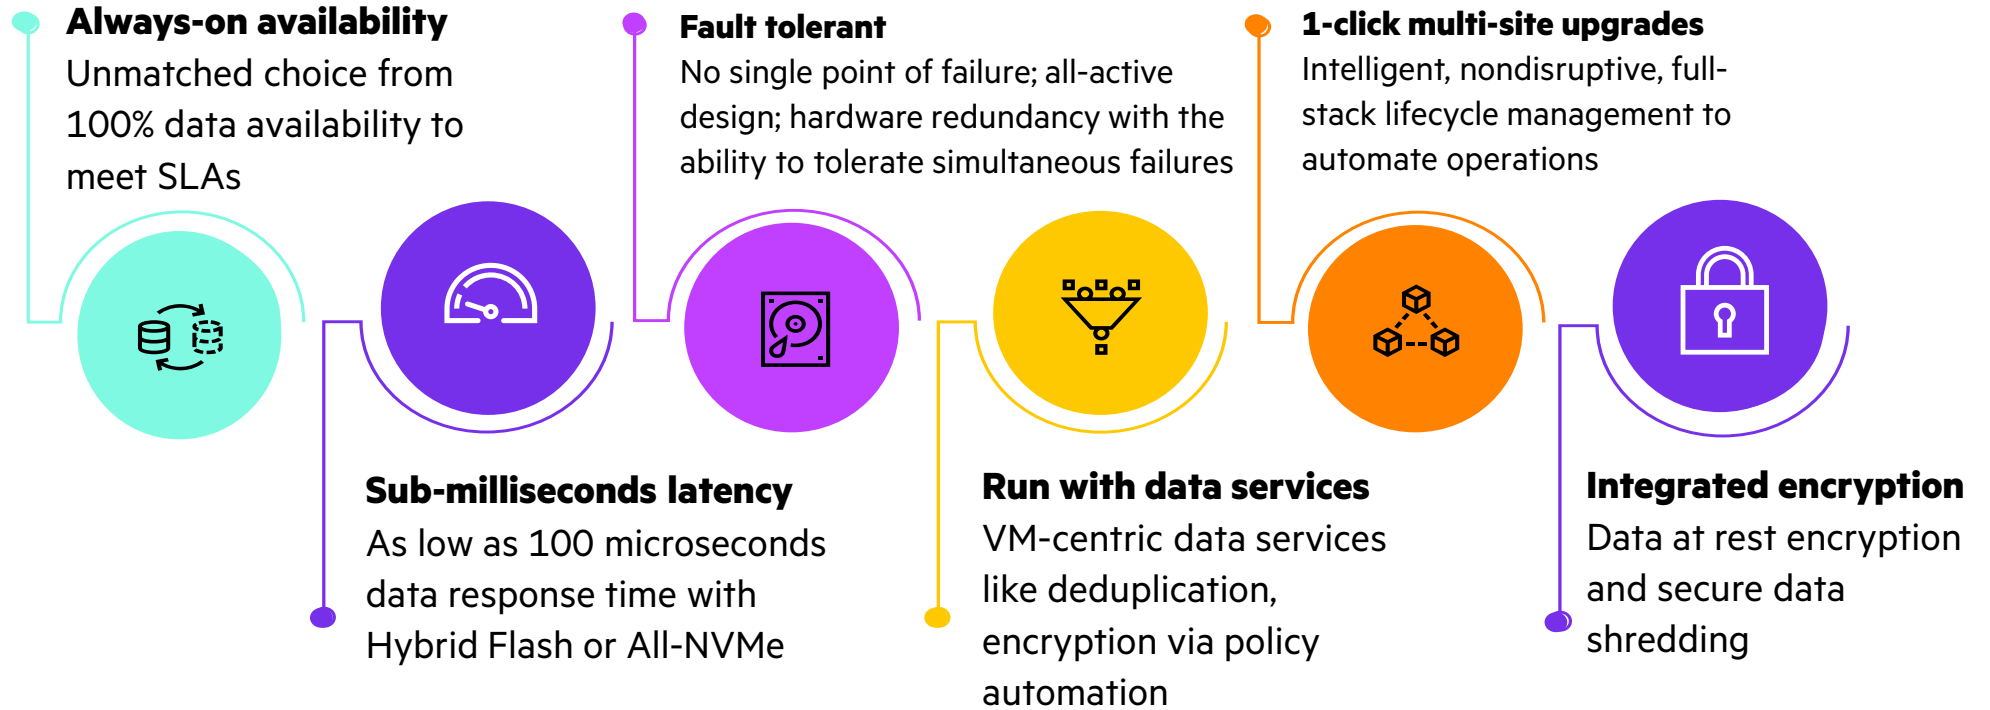 Always-on availability
Unmatched choice from
100% data availability to
meet SLAs
Sub-milliseconds latency
As low as 100 microseconds
data response time with
Hybrid Flash or All-NVMe
Fault tolerant
No single point of failure; all-active
design; hardware redundancy with the
ability to tolerate simultaneous failures
Run with data services
VM-centric data services
like deduplication,
encryption via policy
automation
1-click multi-site upgrades
Intelligent, nondisruptive, full-
stack lifecycle management to
automate operations
Integrated encryption
Data at rest encryption
and secure data
shredding